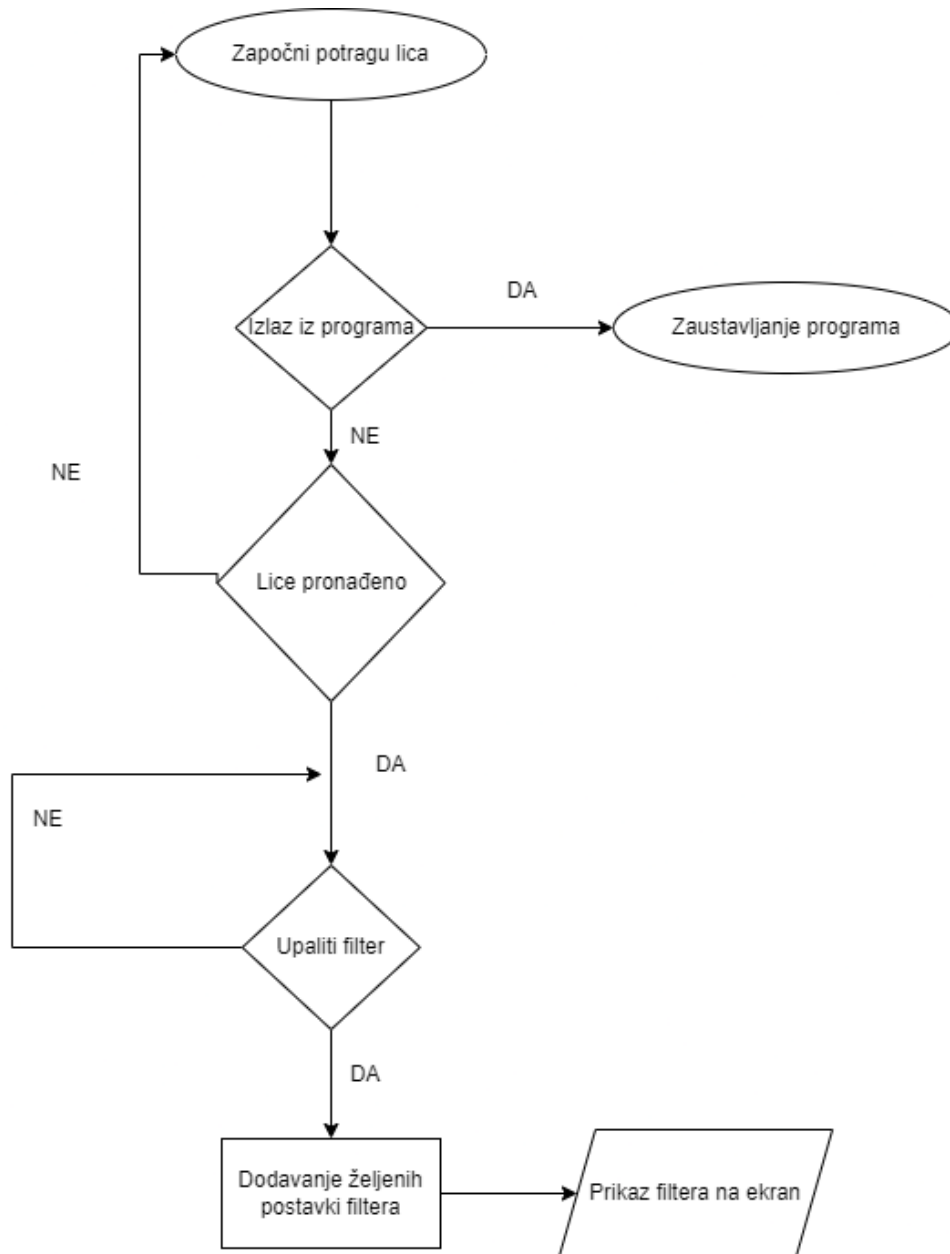 Započni potragu lica
DA
Izlaz iz programa
Zaustavljanje programa
NE
NE
Lice pronađeno
DA
NE
Upaliti filter
DA
Dodavanje željenih
postavki filtera
Prikaz filtera na ekran